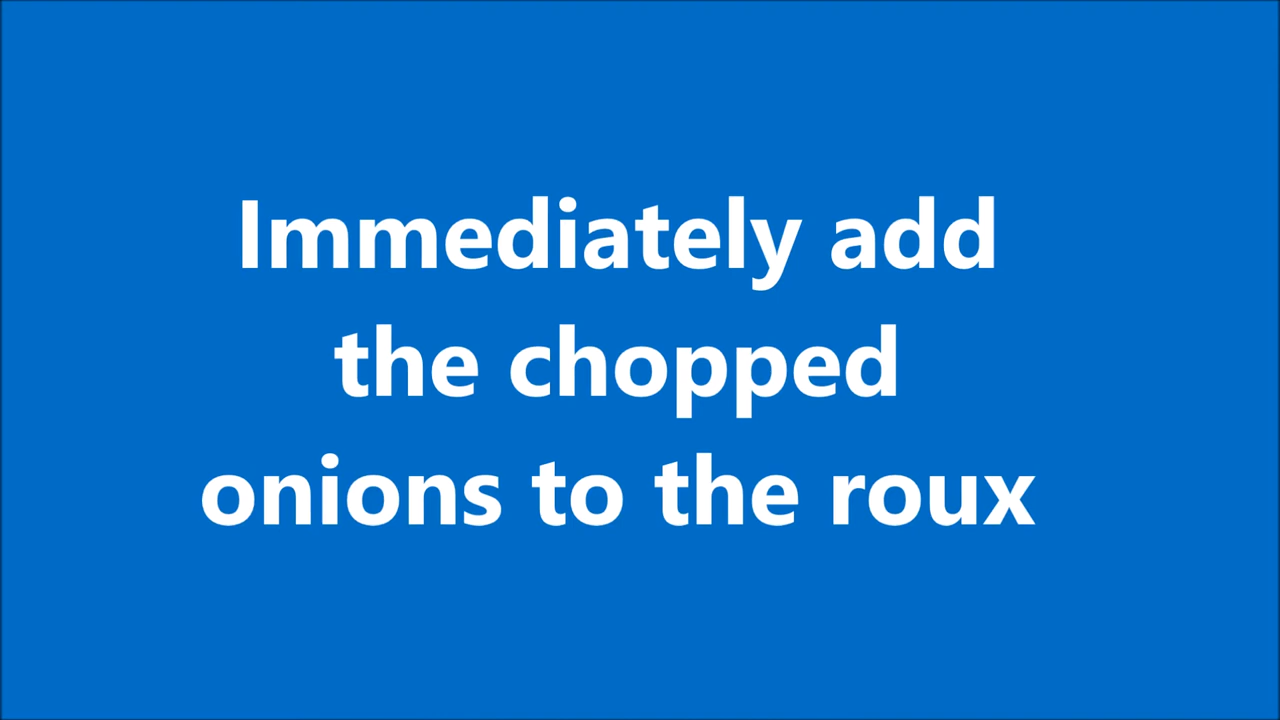 Immediately add
the chopped
onions to the roux